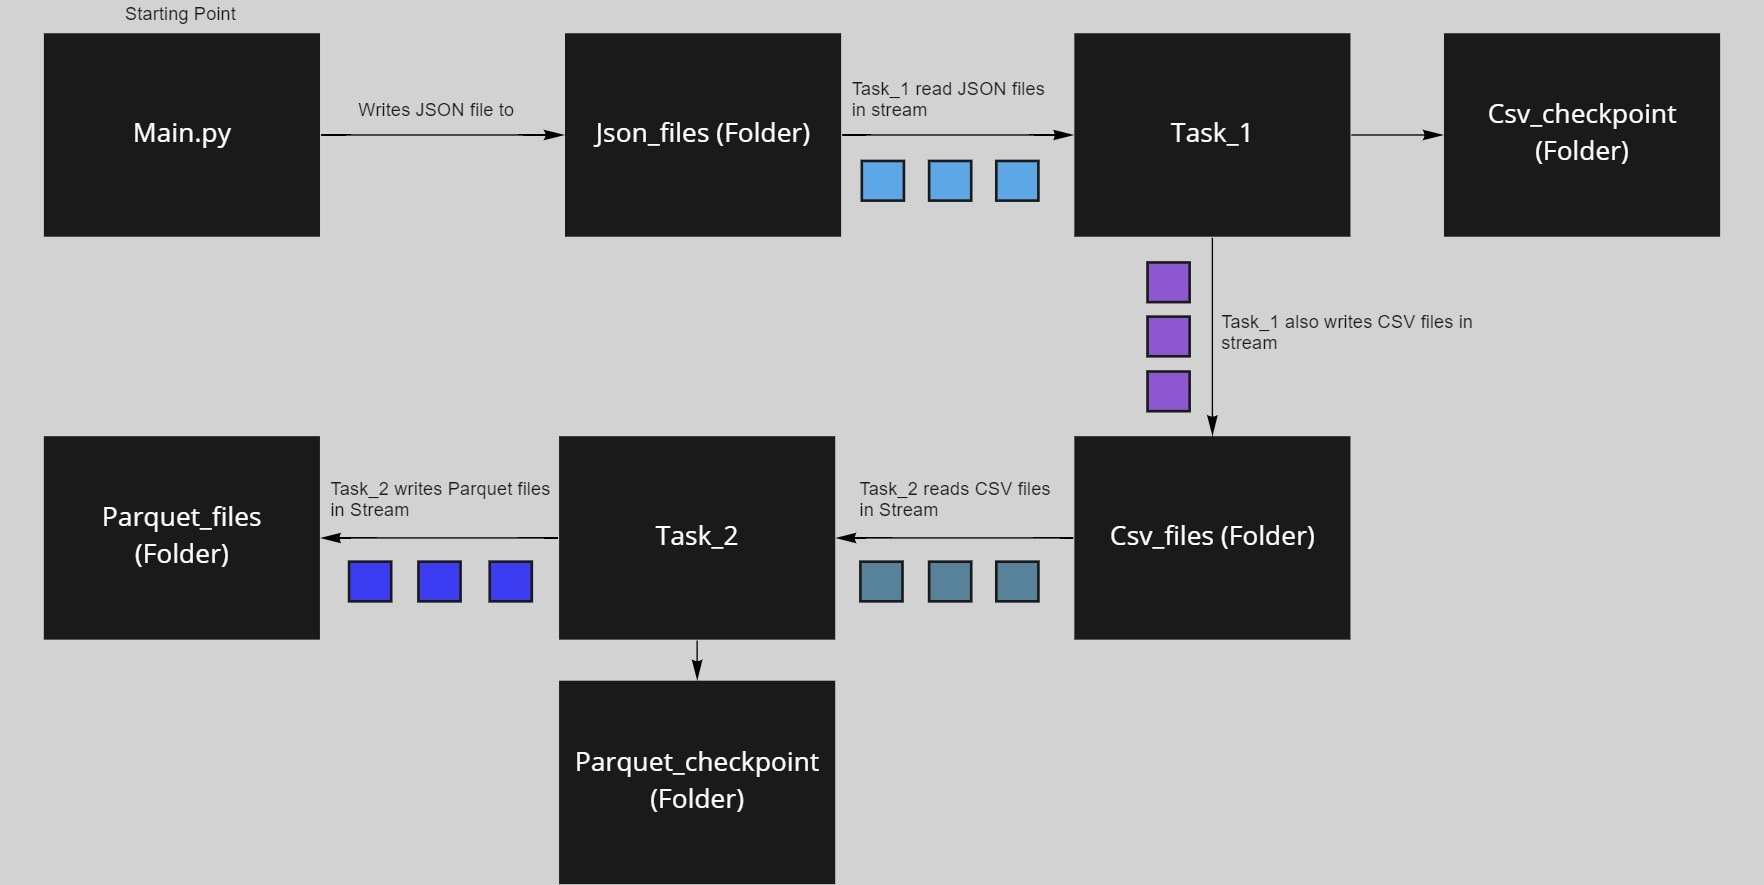 Starting Point
Main.py
Writes JSON file to
Json_files (Folder)
Task_1 read JSON files
in stream
Task_1
Csv_checkpoint
(Folder)
Task_1 also writes CSV files in
stream
Parquet_files
(Folder)
Task_2 writes Parquet files
in Stream
Task_2
Task_2 reads CSV files
in Stream
Csv_files (Folder)
Parquet_checkpoint
(Folder)